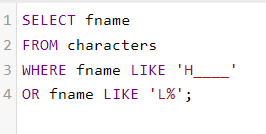 1 SELECT fname
2 FROM characters
3 WHERE fname LIKE 'H____'
4 OR fname LIKE 'L%';